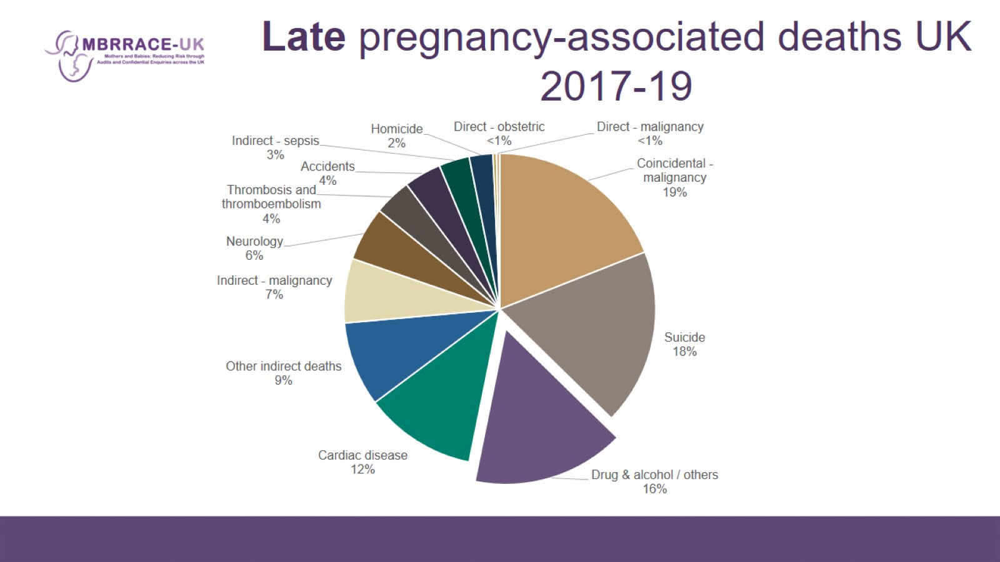 MBRRACE-UK
Mothers and Babies: Reducing Risk through
Audits and Confidential Enquiries across the UK
Late pregnancy-associated deaths UK
2017-19
Direct - obstetric
<1%
Direct - malignancy
<1%
Homicide
2%
Indirect - sepsis
3%
Accidents
4%
Thrombosis and
thromboembolism
4%
Neurology
6%
Indirect - malignancy
7%
Other indirect deaths
9%
Cardiac disease
12%
Coincidental -
malignancy
19%
Suicide
18%
Drug & alcohol / others
16%